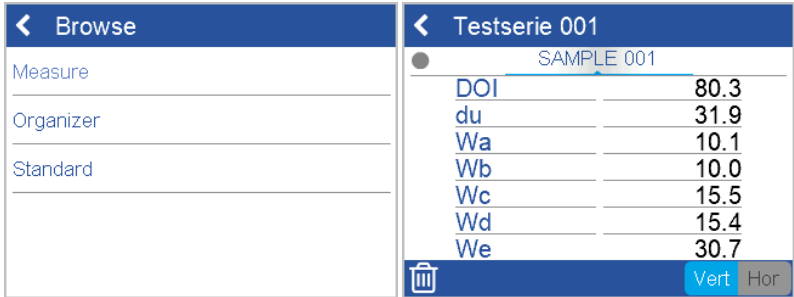 Browse
Measure
Organizer
Standard
Testserie 001
SAMPLE 001
DOI 80.3
du 31.9
Wa 10.1
Wb 10.0
Wc 15.5
Wd 15.4
We 30.7
Vert Hor